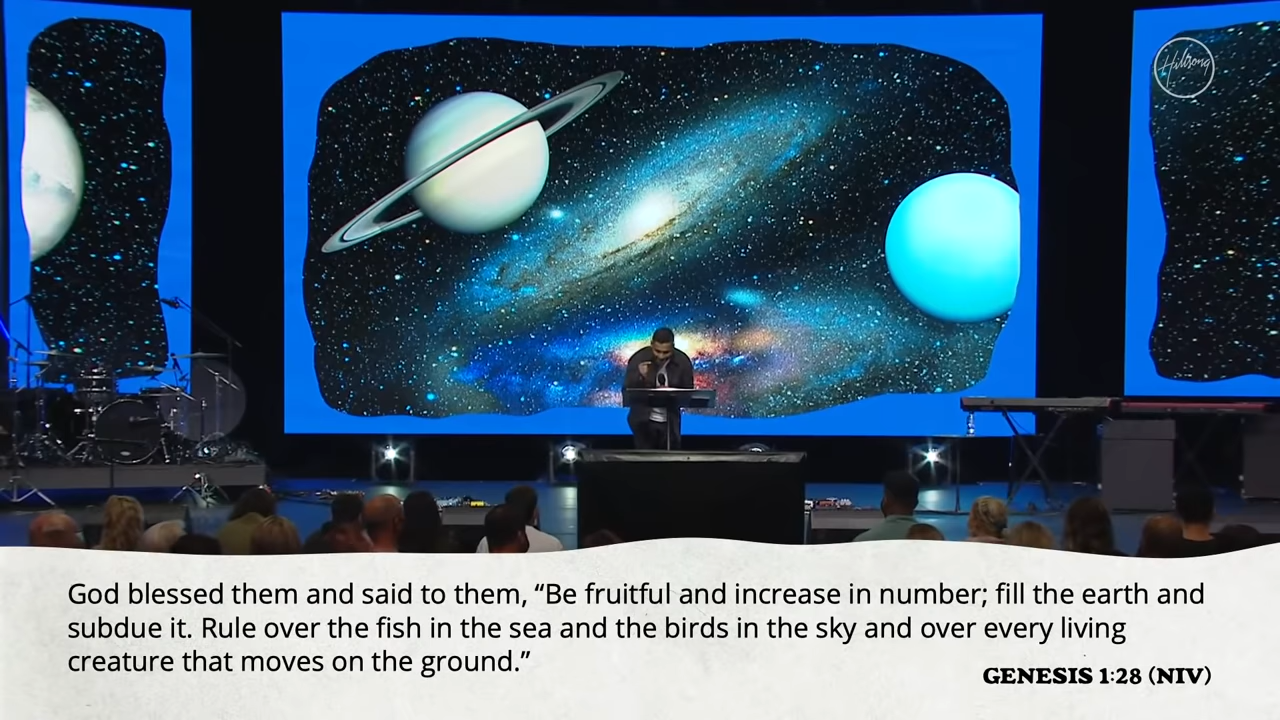 Hillsong
God blessed them and said to them, “Be fruitful and increase in number; fill the earth and
subdue it. Rule over the fish in the sea and the birds in the sky and over every living
creature that moves on the ground.”
GENESIS 1:28 (NIV)